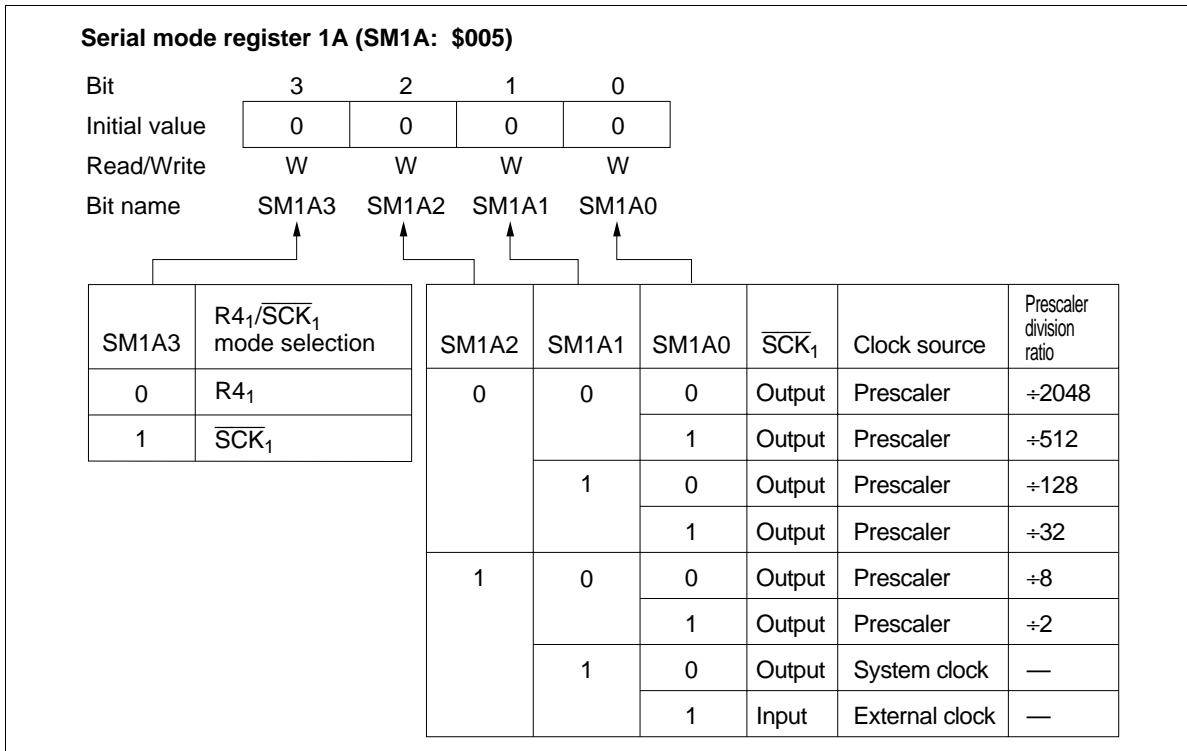 Serial mode register 1A (SM1A: $005)
Bit 3 2 1 0
Initial value 0 0 0 0
Read/Write W W W W
Bit name SM1A3 SM1A2 SM1A1 SM1A0
SM1A3 R4₁/S̅C̅K̅₁ mode selection
0 R4₁
1 S̅C̅K̅₁
SM1A2 SM1A1 SM1A0 S̅C̅K̅₁ Clock source Prescaler division ratio
0 0 0 Output Prescaler ÷2048
1 Output Prescaler ÷512
1 0 Output Prescaler ÷128
1 Output Prescaler ÷32
1 0 0 Output Prescaler ÷8
1 Output Prescaler ÷2
1 0 Output System clock —
1 Input External clock —